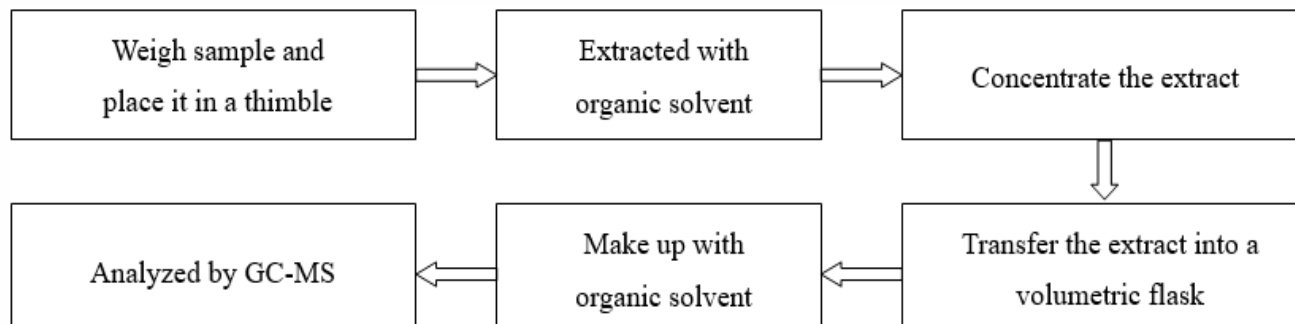 Weigh sample and
place it in a thimble
Extracted with
organic solvent
Concentrate the extract
Transfer the extract into a
volumetric flask
Make up with
organic solvent
Analyzed by GC-MS